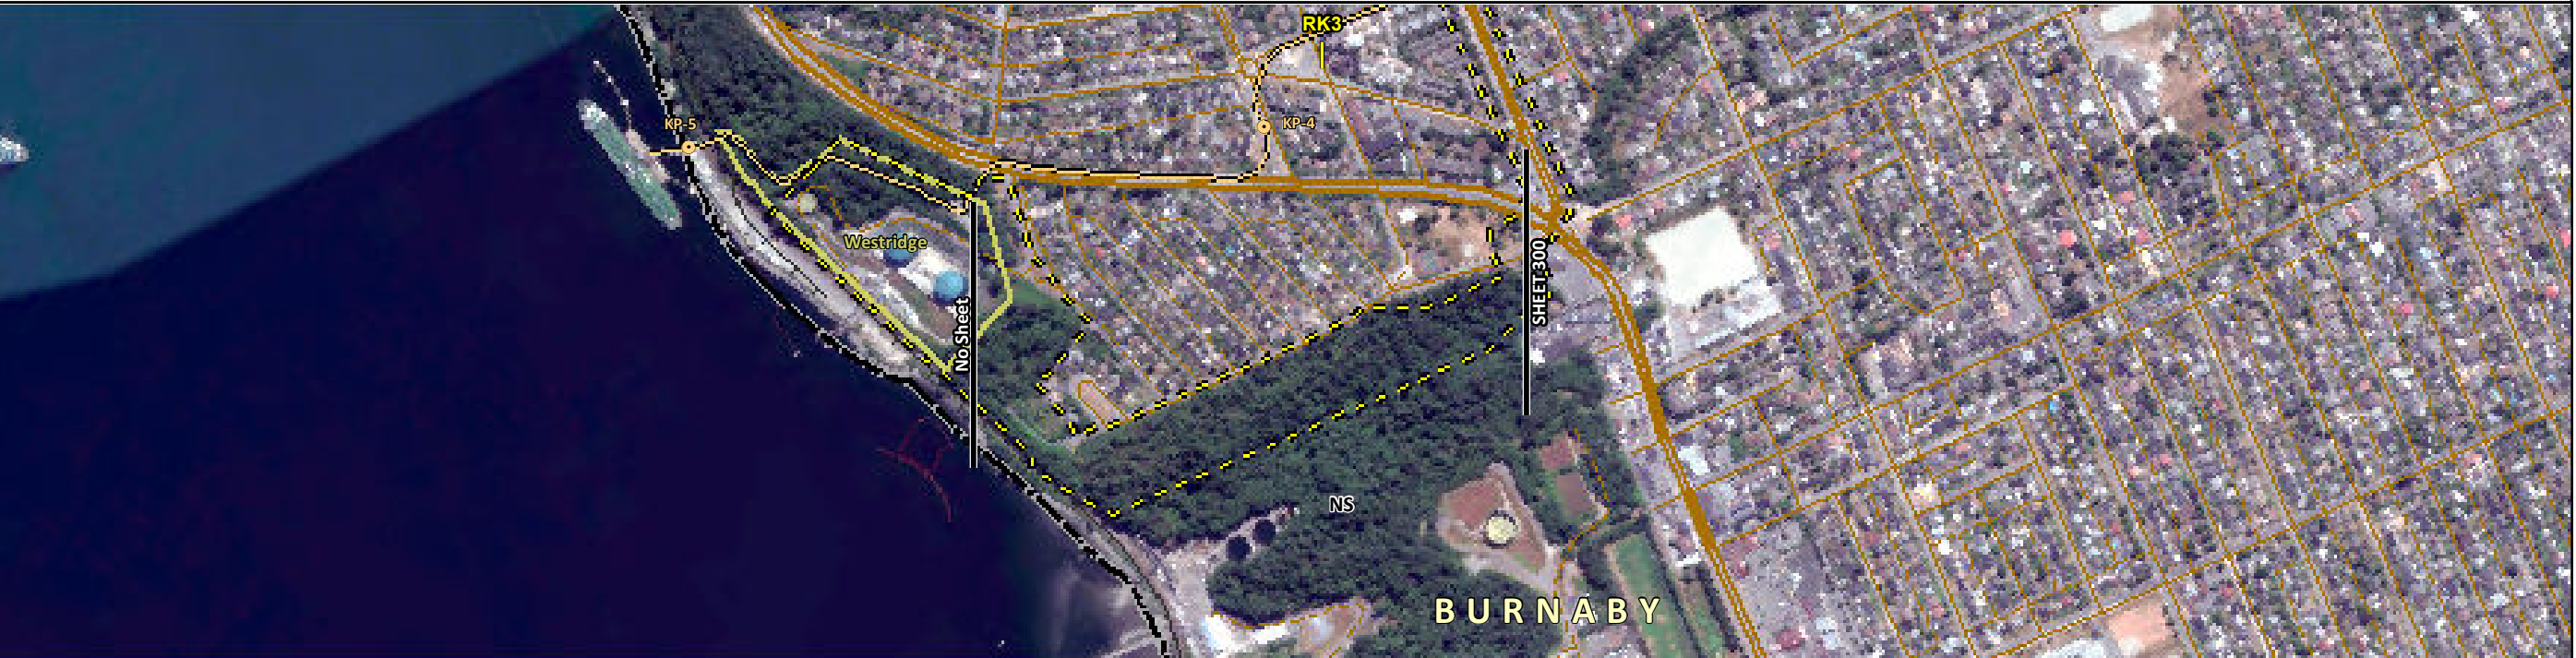 RK3
KP-5
KP-4
Westridge
No Sheet
SHEET 300
NS
BURNABY